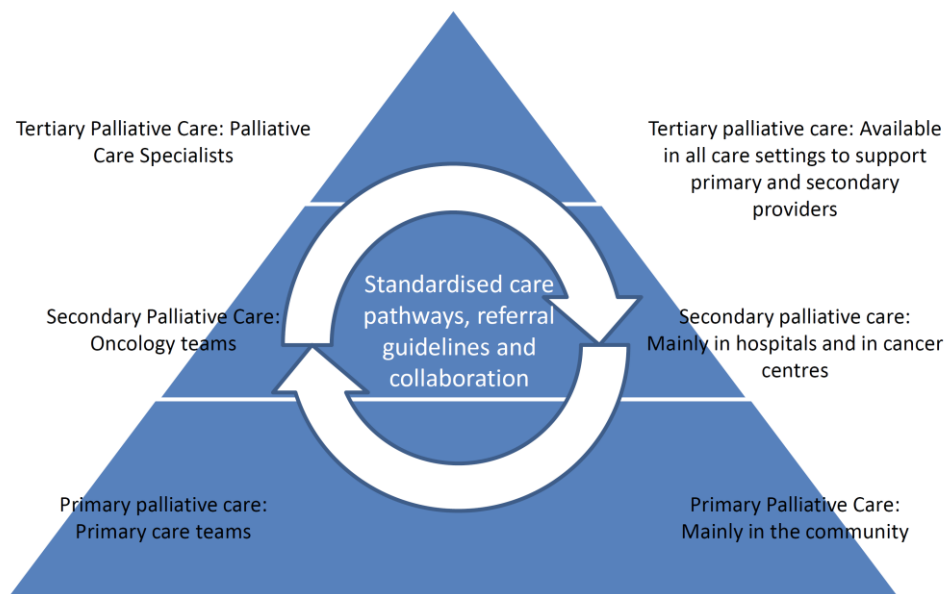 Tertiary Palliative Care: Palliative
Care Specialists
Tertiary palliative care: Available
in all care settings to support
primary and secondary
providers
Secondary Palliative Care:
Oncology teams
Standardised care
pathways, referral
guidelines and
collaboration
Secondary palliative care:
Mainly in hospitals and in cancer
centres
Primary palliative care:
Primary care teams
Primary Palliative Care:
Mainly in the community